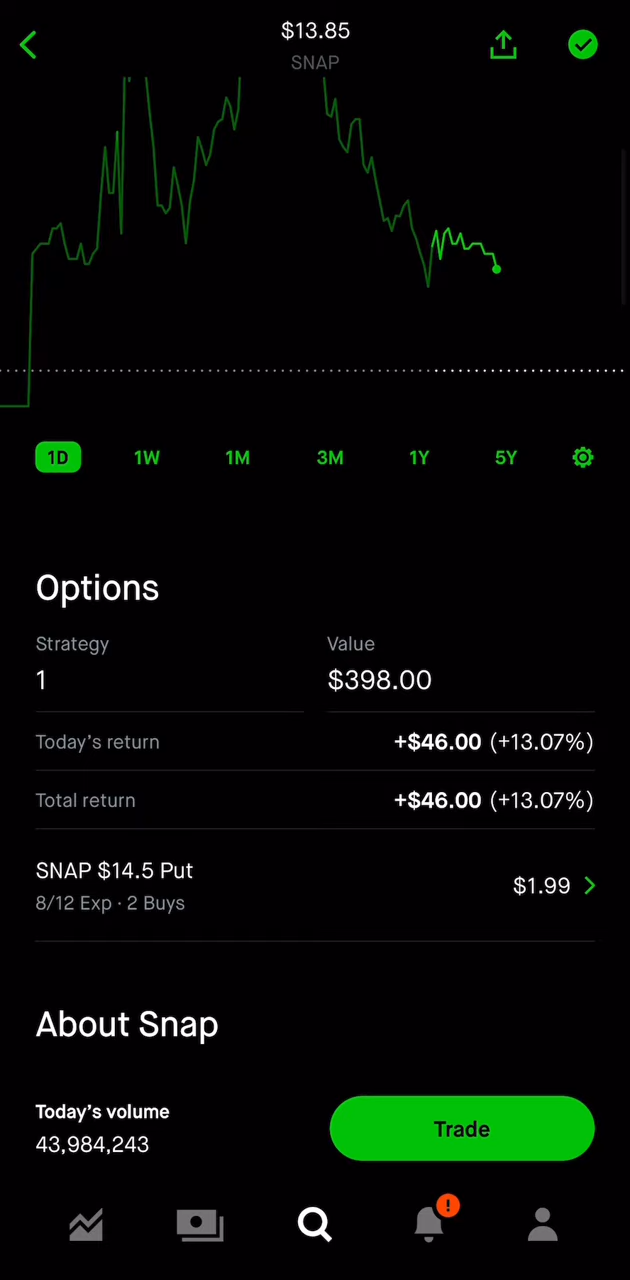 $13.85
SNAP
1D 1W 1M 3M 1Y 5Y
Options
Strategy Value
1 $398.00
Today’s return +$46.00 (+13.07%)
Total return +$46.00 (+13.07%)
SNAP $14.5 Put
$1.99
8/12 Exp · 2 Buys
About Snap
Today’s volume
Trade
43,984,243
!